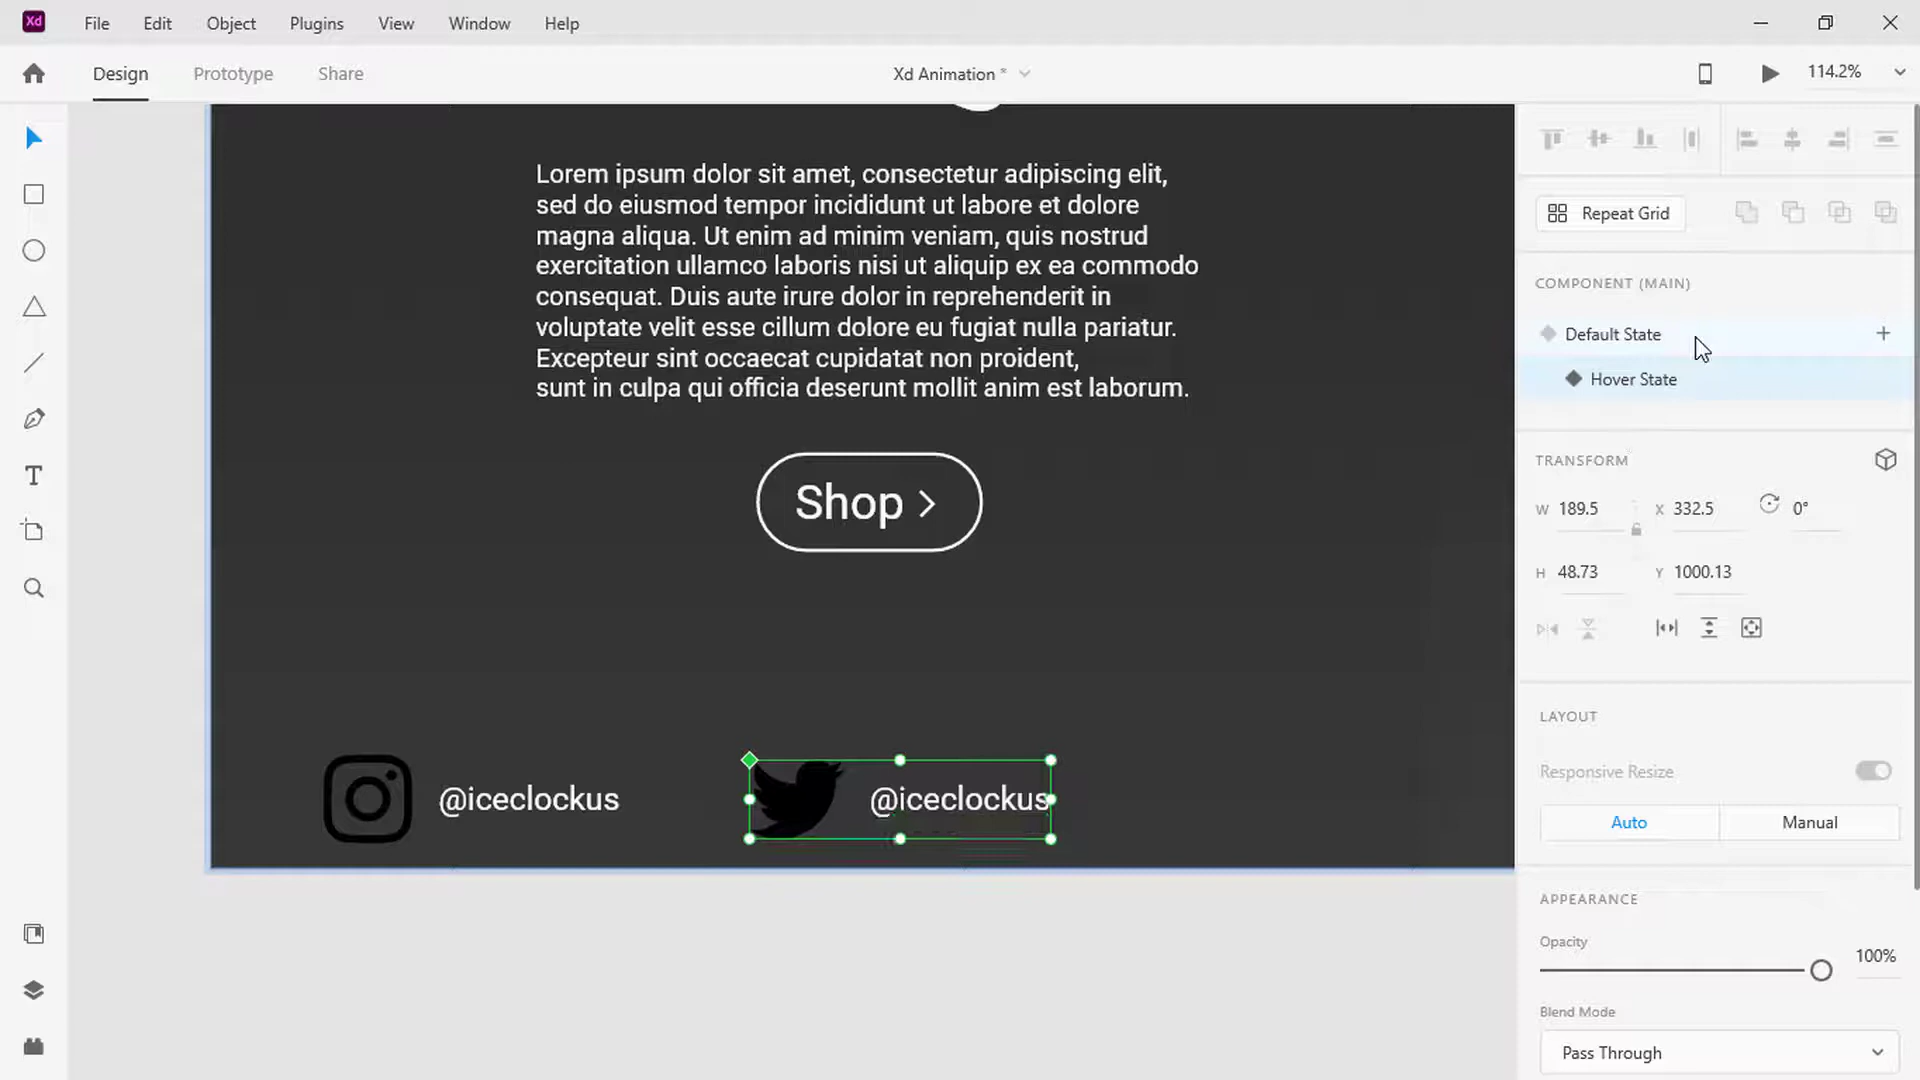 Xd
File
Edit
Object
Plugins
View
Window
Help
Design
Prototype
Share
Xd Animation *
114.2%
Lorem ipsum dolor sit amet, consectetur adipiscing elit,
sed do eiusmod tempor incididunt ut labore et dolore
magna aliqua. Ut enim ad minim veniam, quis nostrud
exercitation ullamco laboris nisi ut aliquip ex ea commodo
consequat. Duis aute irure dolor in reprehenderit in
voluptate velit esse cillum dolore eu fugiat nulla pariatur.
Excepteur sint occaecat cupidatat non proident,
sunt in culpa qui officia deserunt mollit anim est laborum.
Shop >
@iceclockus
@iceclockus
Repeat Grid
COMPONENT (MAIN)
Default State
Hover State
TRANSFORM
W 189.5
X 332.5
0°
H 48.73
Y 1000.13
LAYOUT
Responsive Resize
Auto
Manual
APPEARANCE
Opacity
100%
Blend Mode
Pass Through